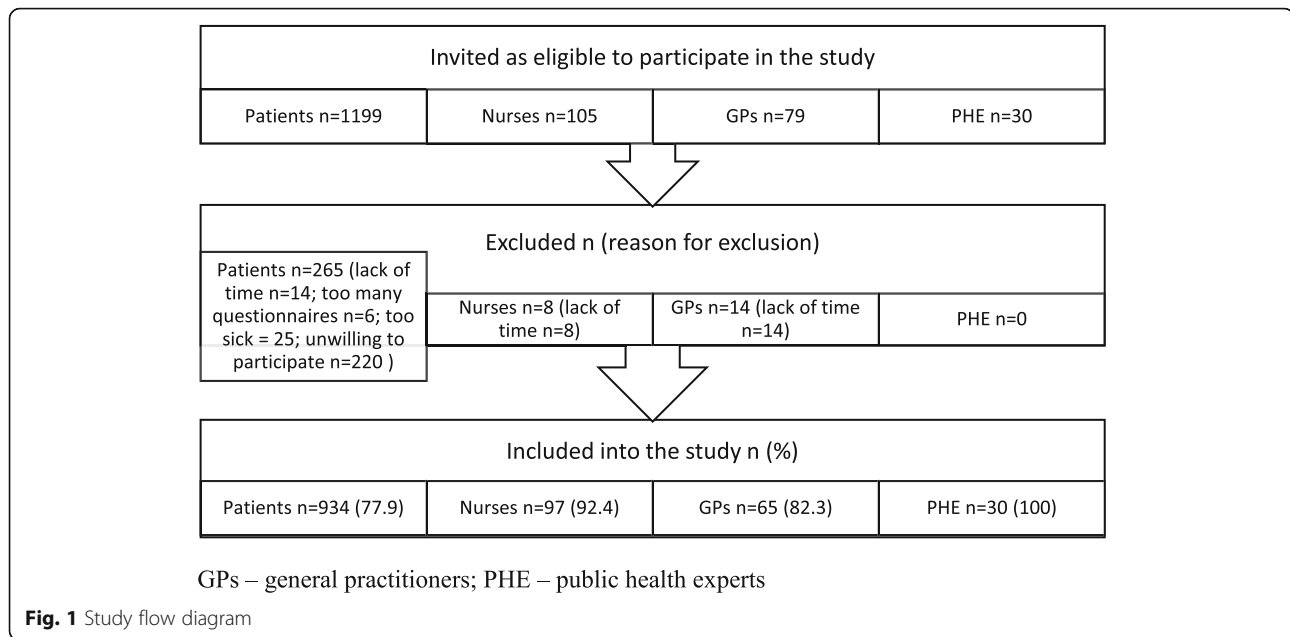 Invited as eligible to participate in the study
Patients n=1199
Nurses n=105
GPs n=79
PHE n=30
Excluded n (reason for exclusion)
Patients n=265 (lack of
time n=14; too many
questionnaires n=6; too
sick = 25; unwilling to
participate n=220 )
Nurses n=8 (lack of
time n=8)
GPs n=14 (lack of time
n=14)
PHE n=0
Included into the study n (%)
Patients n=934 (77.9)
Nurses n=97 (92.4)
GPs n=65 (82.3)
PHE n=30 (100)
GPs – general practitioners; PHE – public health experts
Fig. 1 Study flow diagram